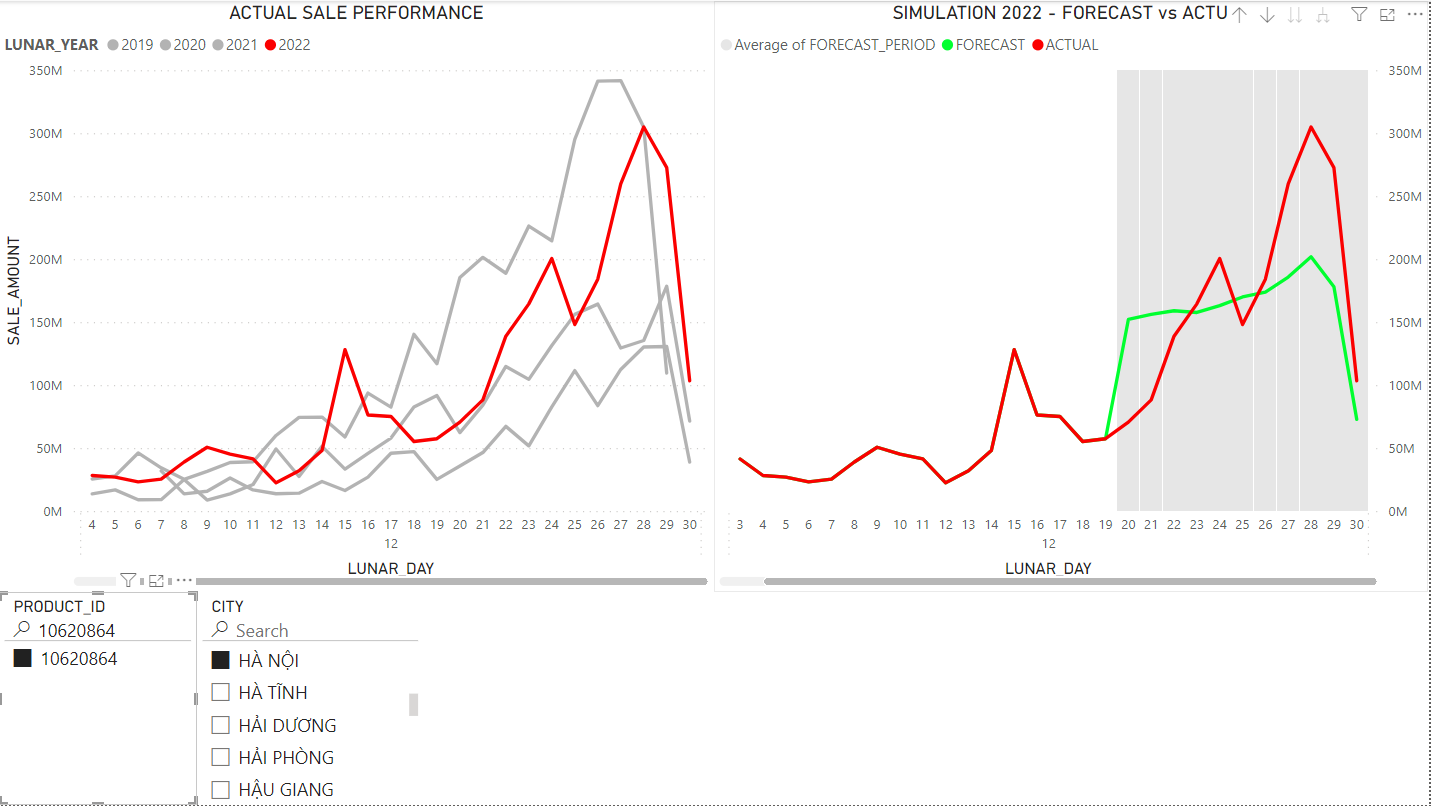 ACTUAL SALE PERFORMANCE
LUNAR_YEAR 2019 2020 2021 2022
350M
300M
250M
200M
150M
100M
50M
0M
SALE_AMOUNT
4 5 6 7 8 9 10 11 12 13 14 15 16 17 18 19 20 21 22 23 24 25 26 27 28 29 30
12
LUNAR_DAY
SIMULATION 2022 - FORECAST vs ACTU
Average of FORECAST_PERIOD FORECAST ACTUAL
350M
300M
250M
200M
150M
100M
50M
0M
3 4 5 6 7 8 9 10 11 12 13 14 15 16 17 18 19 20 21 22 23 24 25 26 27 28 29 30
12
LUNAR_DAY
PRODUCT_ID
10620864
10620864
CITY
Search
HÀ NỘI
HÀ TĨNH
HẢI DƯƠNG
HẢI PHÒNG
HẬU GIANG